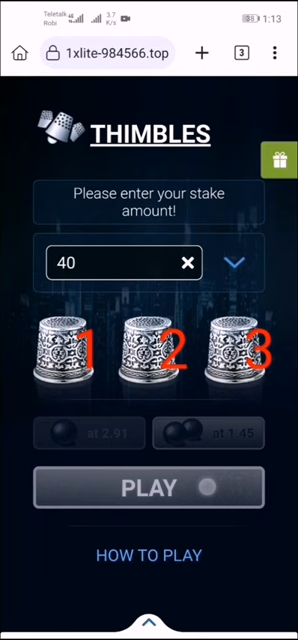 Teletalk
Robi
3.7
K/s
1:13
1xlite-984566.top
3
THIMBLES
Please enter your stake
amount!
40
1 2 3
at 2.91
at 1.45
PLAY
HOW TO PLAY